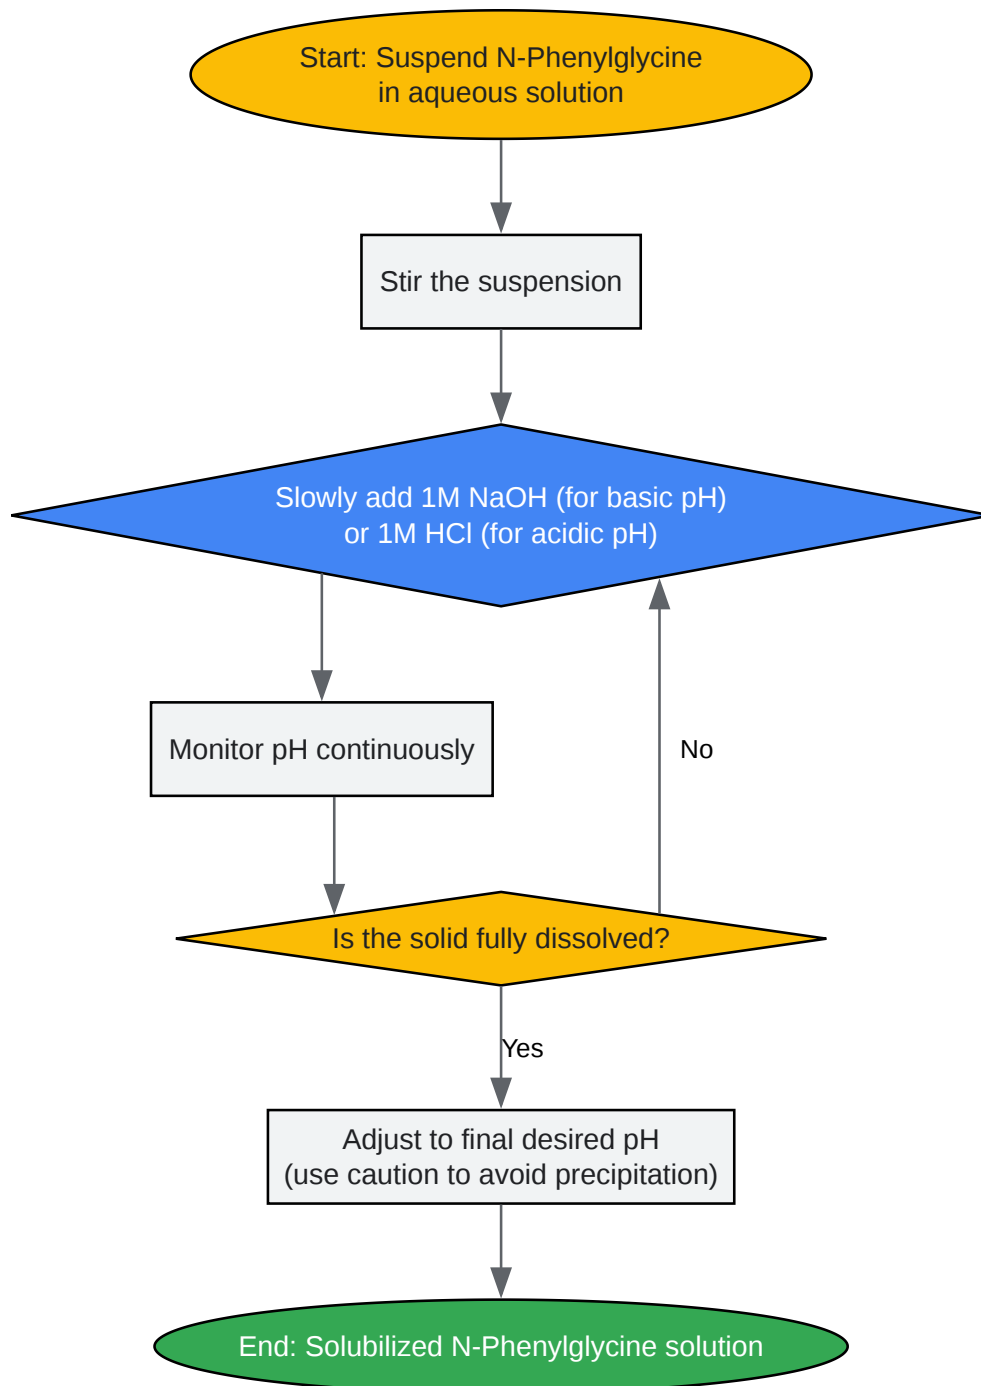 Start: Suspend N-Phenylglycine
in aqueous solution
Stir the suspension
Slowly add 1M NaOH (for basic pH)
or 1M HCl (for acidic pH)
Monitor pH continuously
No
Is the solid fully dissolved?
Yes
Adjust to final desired pH
(use caution to avoid precipitation)
End: Solubilized N-Phenylglycine solution